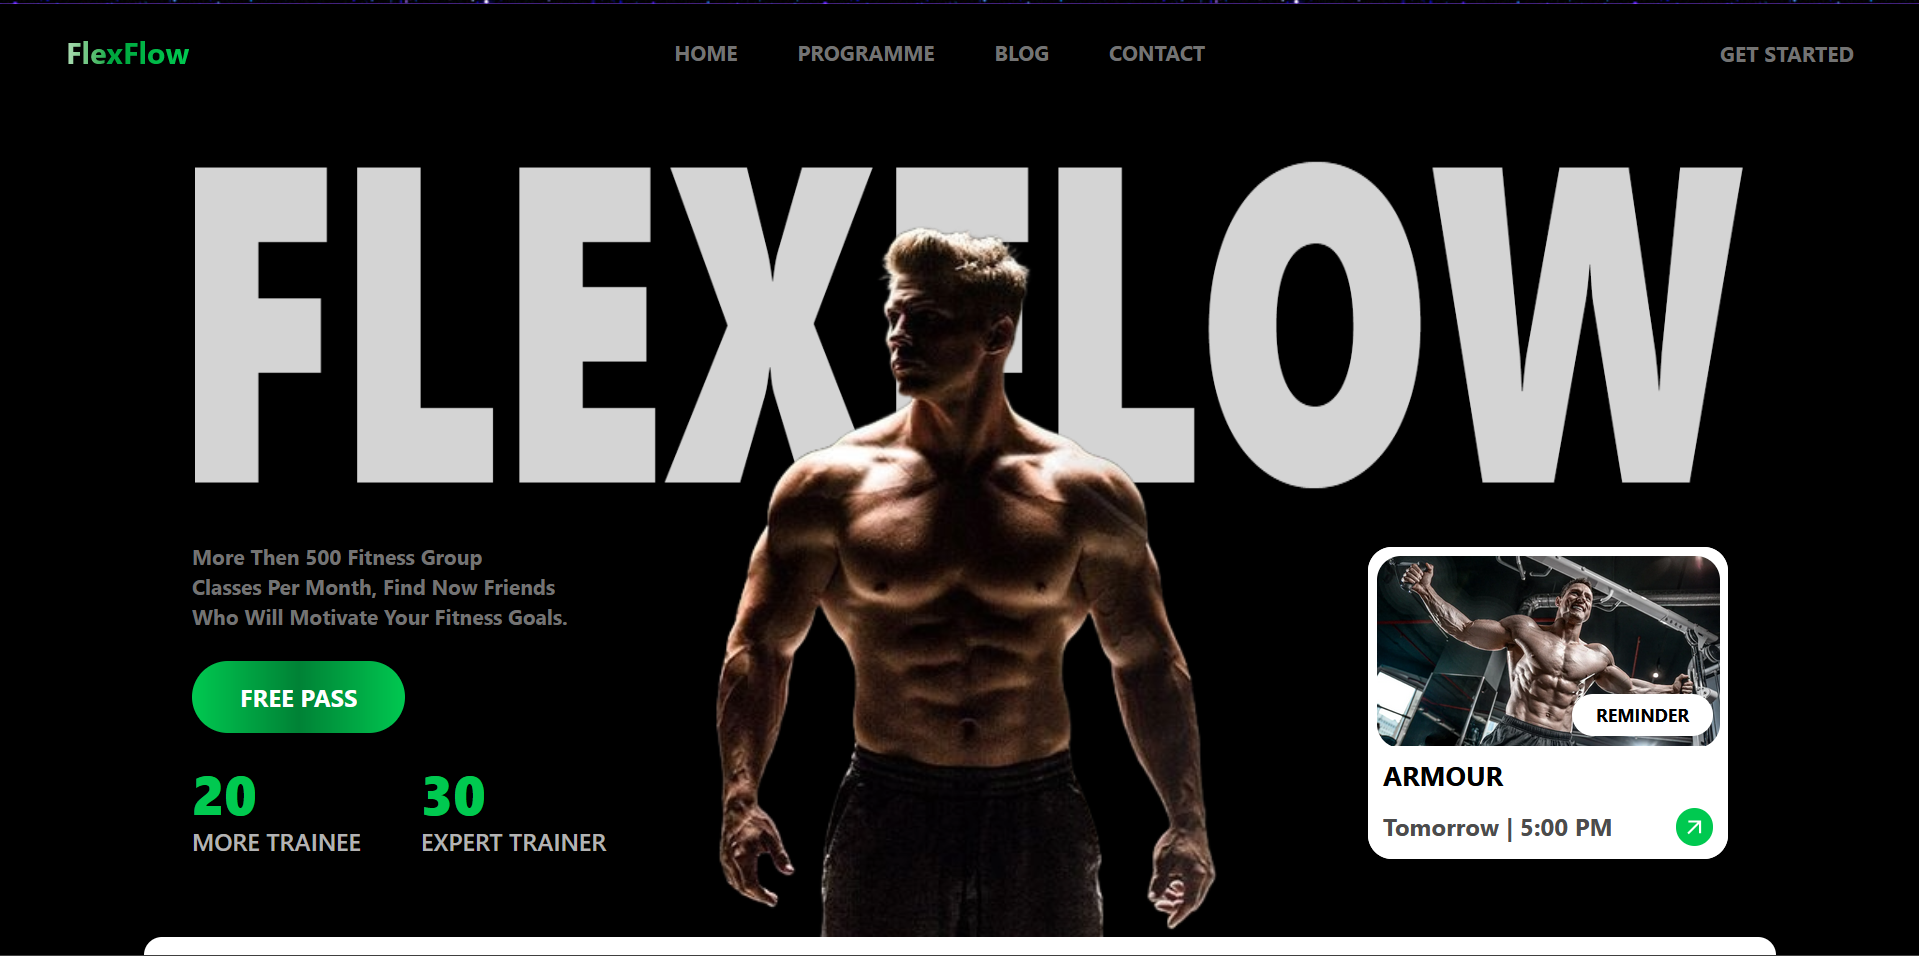 FlexFlow
HOME PROGRAMME BLOG CONTACT
GET STARTED
FLEXFLOW
More Then 500 Fitness Group
Classes Per Month, Find Now Friends
Who Will Motivate Your Fitness Goals.
FREE PASS
20
MORE TRAINEE
30
EXPERT TRAINER
REMINDER
ARMOUR
Tomorrow | 5:00 PM